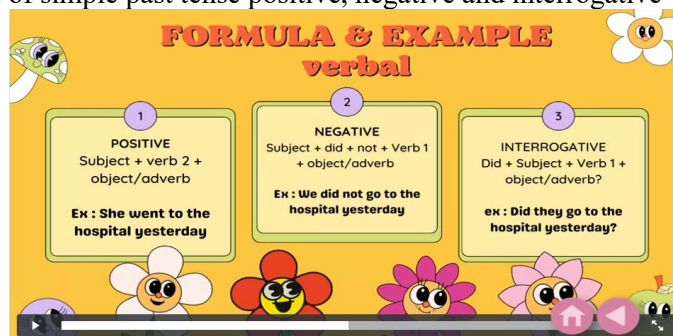 of simple past tense positive, negative and interrogative
FORMULA & EXAMPLE
verbal
1
POSITIVE
Subject + verb 2 +
object/adverb
Ex : She went to the
hospital yesterday
2
NEGATIVE
Subject + did + not + Verb 1
+ object/adverb
Ex : We did not go to the
hospital yesterday
3
INTERROGATIVE
Did + Subject + Verb 1 +
object/adverb?
ex : Did they go to the
hospital yesterday?